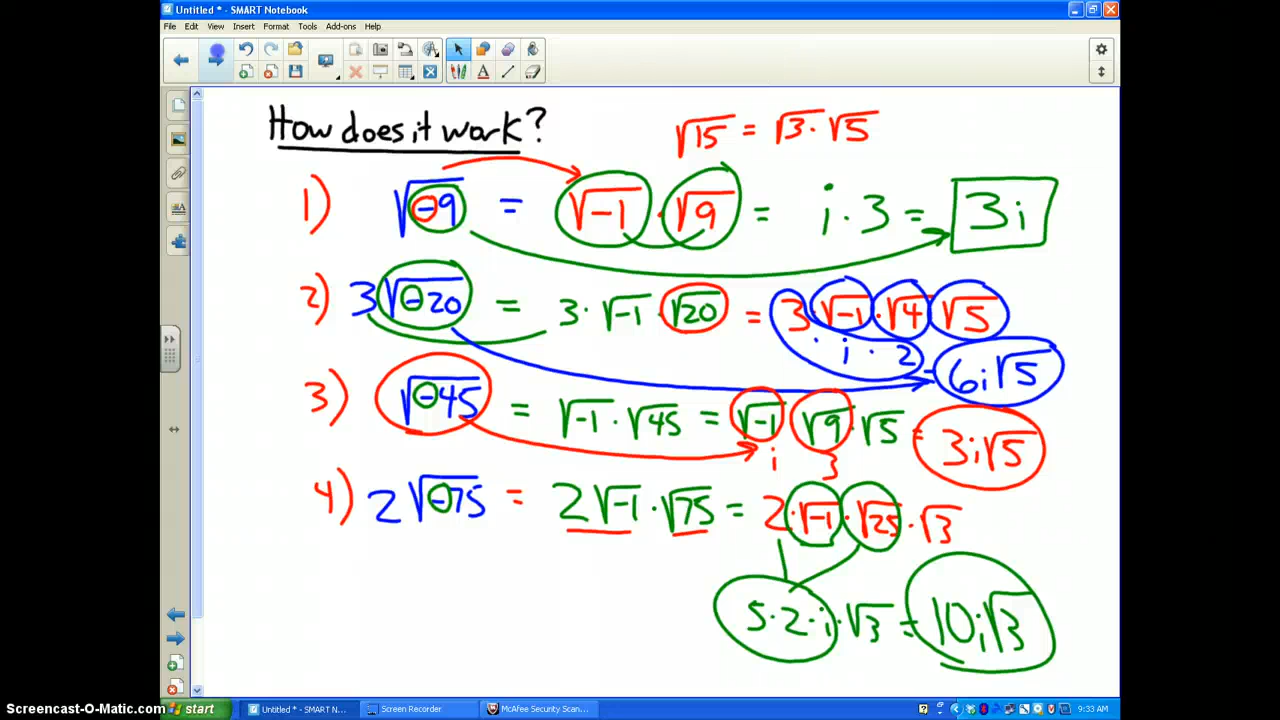 Untitled * - SMART Notebook
File Edit View Insert Format Tools Add-ons Help
How does it work?
√15 = √3 · √5
1) √-9 = √-1 · √9 = i · 3 = 3i
2) 3√-20 = 3 · √-1 · √20 = 3 · √-1 · √4 √5
· i · 2 = 6i√5
3) √-45 = √-1 · √45 = √-1 √9 · √5 = 3i√5
i 3
4) 2√-75 = 2√-1 · √75 = 2 · √-1 · √25 · √3
5 · 2 · i · √3 = 10i√3
Screencast-O-Matic.com
start Untitled * - SMART N... Screen Recorder McAfee Security Scan... 9:33 AM